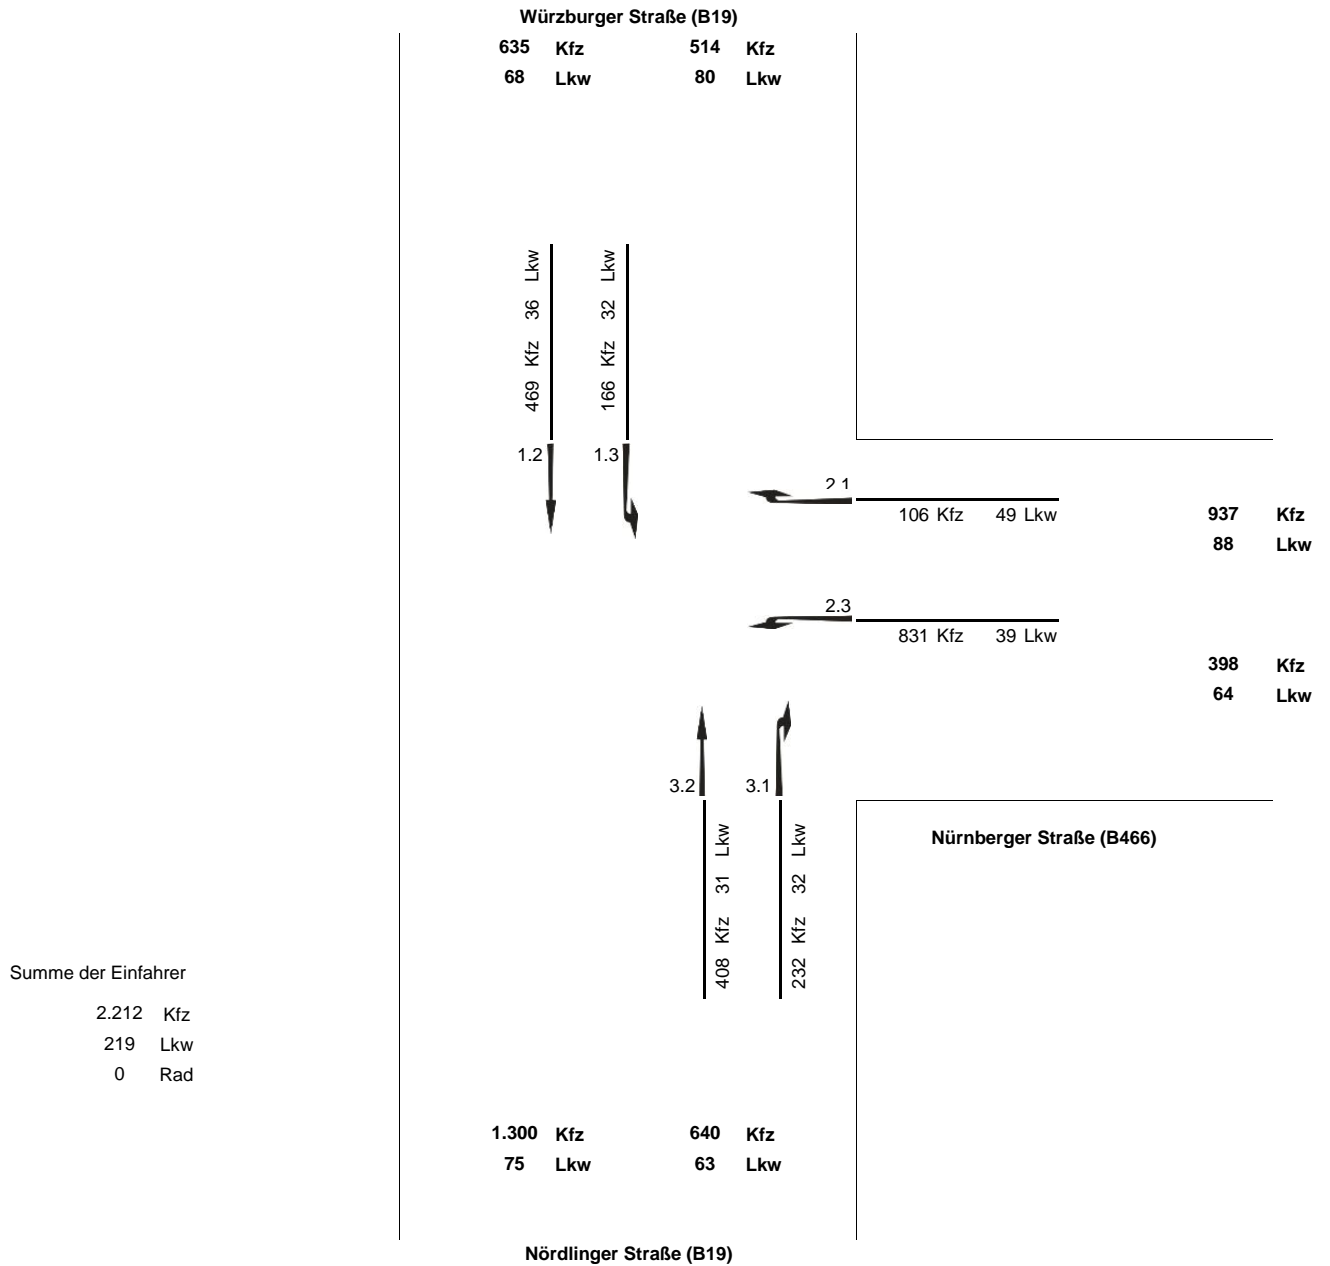 Würzburger Straße (B19)
635 Kfz 514 Kfz
68 Lkw 80 Lkw
469 Kfz 36 Lkw
166 Kfz 32 Lkw
1.2 1.3
2.1
106 Kfz 49 Lkw
937 Kfz
88 Lkw
2.3
831 Kfz 39 Lkw
398 Kfz
64 Lkw
3.2 3.1
408 Kfz 31 Lkw
232 Kfz 32 Lkw
Nürnberger Straße (B466)
Summe der Einfahrer
2.212 Kfz
219 Lkw
0 Rad
1.300 Kfz 640 Kfz
75 Lkw 63 Lkw
Nördlinger Straße (B19)